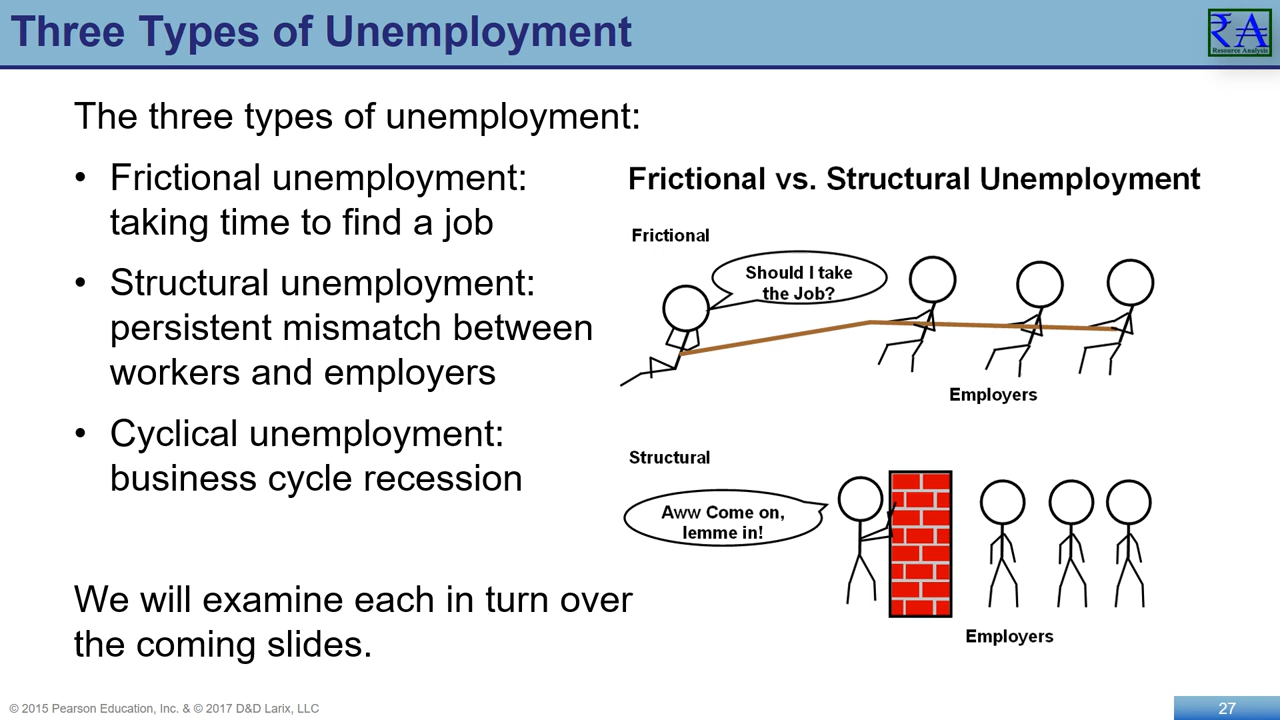 Three Types of Unemployment
₹A
Resource Analysis
The three types of unemployment:
• Frictional unemployment:
taking time to find a job
• Structural unemployment:
persistent mismatch between
workers and employers
• Cyclical unemployment:
business cycle recession
We will examine each in turn over
the coming slides.
Frictional vs. Structural Unemployment
Frictional
Should I take
the Job?
Employers
Structural
Aww Come on,
lemme in!
Employers
© 2015 Pearson Education, Inc. & © 2017 D&D Larix, LLC
27